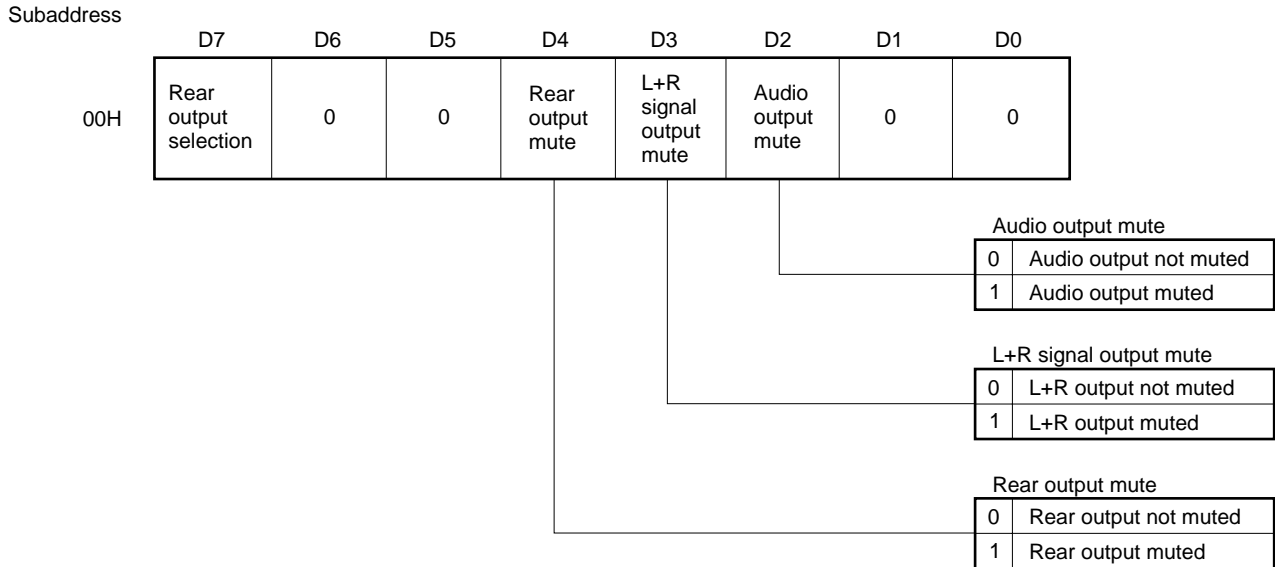 Subaddress
D7 D6 D5 D4 D3 D2 D1 D0
00H
Rear
output
selection
0
0
Rear
output
mute
L+R
signal
output
mute
Audio
output
mute
0
0
Audio output mute
0 Audio output not muted
1 Audio output muted
L+R signal output mute
0 L+R output not muted
1 L+R output muted
Rear output mute
0 Rear output not muted
1 Rear output muted